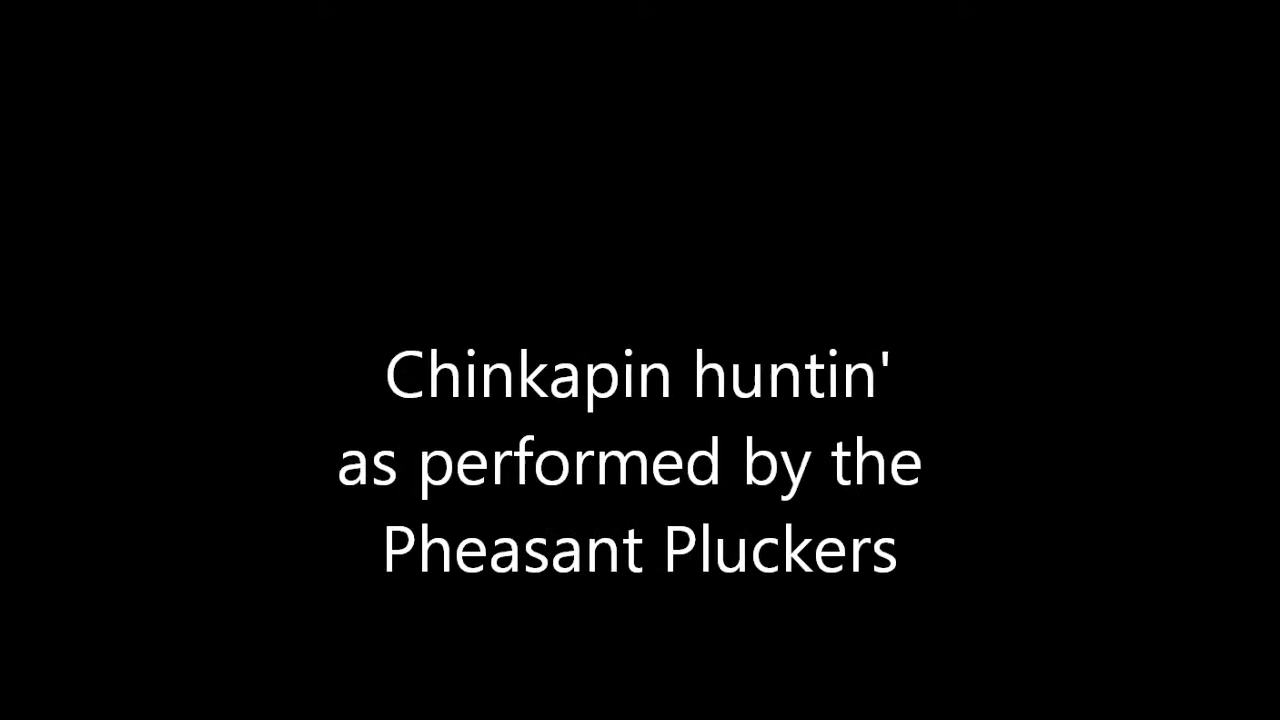 Chinkapin huntin'
as performed by the
Pheasant Pluckers